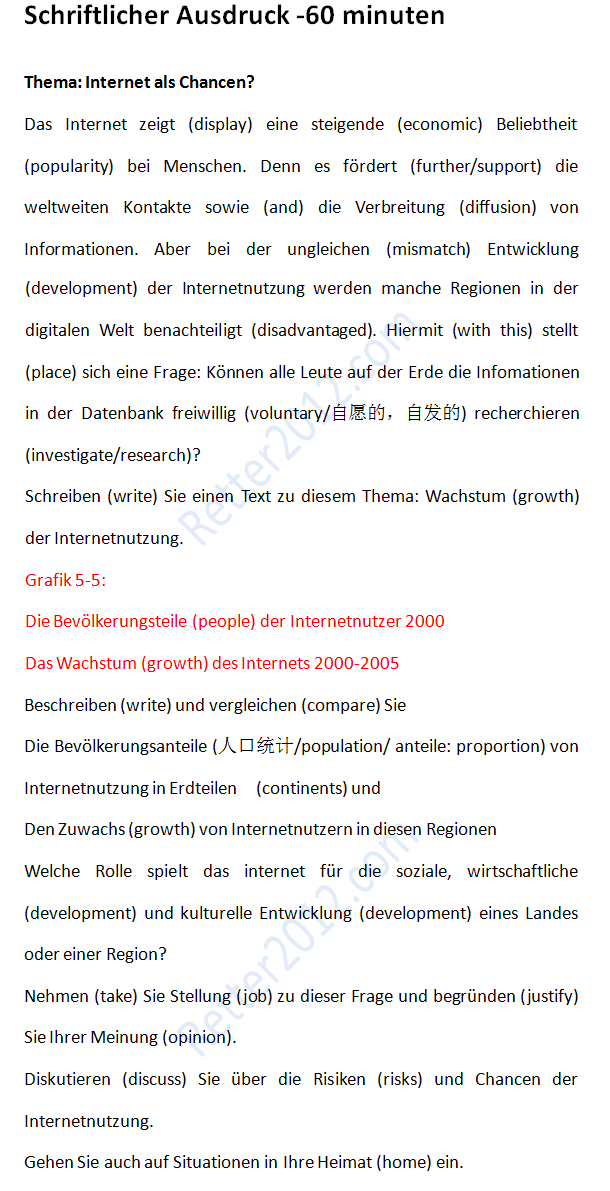 Schriftlicher Ausdruck -60 minuten
Thema: Internet als Chancen?
Das Internet zeigt (display) eine steigende (economic) Beliebtheit
(popularity) bei Menschen. Denn es fördert (further/support) die
weltweiten Kontakte sowie (and) die Verbreitung (diffusion) von
Informationen. Aber bei der ungleichen (mismatch) Entwicklung
(development) der Internetnutzung werden manche Regionen in der
digitalen Welt benachteiligt (disadvantaged). Hiermit (with this) stellt
(place) sich eine Frage: Können alle Leute auf der Erde die Infomationen
in der Datenbank freiwillig (voluntary/自愿的，自发的) recherchieren
(investigate/research)?
Schreiben (write) Sie einen Text zu diesem Thema: Wachstum (growth)
der Internetnutzung.
Grafik 5-5:
Die Bevölkerungsteile (people) der Internetnutzer 2000
Das Wachstum (growth) des Internets 2000-2005
Beschreiben (write) und vergleichen (compare) Sie
Die Bevölkerungsanteile (人口统计/population/ anteile: proportion) von
Internetnutzung in Erdteilen (continents) und
Den Zuwachs (growth) von Internetnutzern in diesen Regionen
Welche Rolle spielt das internet für die soziale, wirtschaftliche
(development) und kulturelle Entwicklung (development) eines Landes
oder einer Region?
Nehmen (take) Sie Stellung (job) zu dieser Frage und begründen (justify)
Sie Ihrer Meinung (opinion).
Diskutieren (discuss) Sie über die Risiken (risks) und Chancen der
Internetnutzung.
Gehen Sie auch auf Situationen in Ihre Heimat (home) ein.
Retter2012.com
Retter2012.com